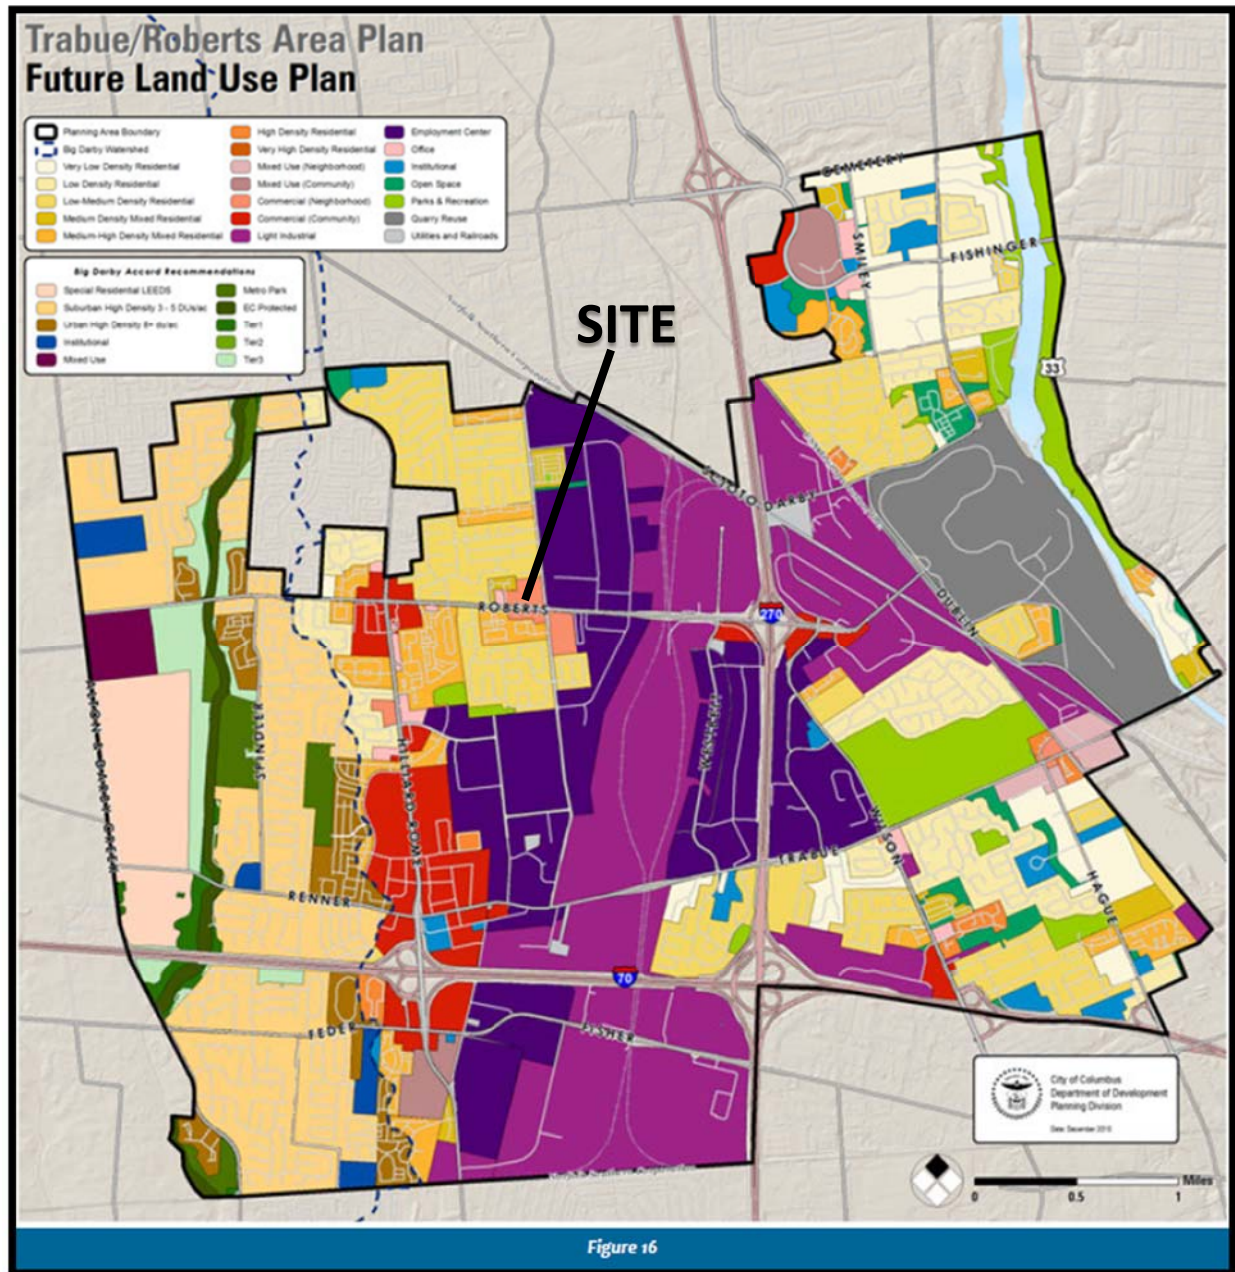 Trabue/Roberts Area Plan
Future Land Use Plan
Planning Area Boundary
Big Darby Watershed
Very Low Density Residential
Low Density Residential
Low-Medium Density Residential
Medium Density Mixed Residential
Medium-High Density Mixed Residential
High Density Residential
Very High Density Residential
Mixed Use (Neighborhood)
Mixed Use (Community)
Commercial (Neighborhood)
Commercial (Community)
Light Industrial
Employment Center
Office
Institutional
Open Space
Parks & Recreation
Quarry Reuse
Utilities and Railroads
Big Darby Accord Recommendations
Special Residential LEEDS
Suburban High Density 3 - 5 DUs/ac
Urban High Density 8+ du/ac
Institutional
Mixed Use
Metro Park
EC Protected
Tier1
Tier2
Tier3
SITE
CEMETERY
SMILEY
FISHINGER
33
SCIOTO-DARBY
ROBERTS
270
DUBLIN
SPINDLER
HILLIARD ROME
WILSON
TRABUE
HAGUE
RENNER
70
FEDER
FISHER
City of Columbus
Department of Development
Planning Division
Date: December 2010
0 0.5 1 Miles
Figure 16